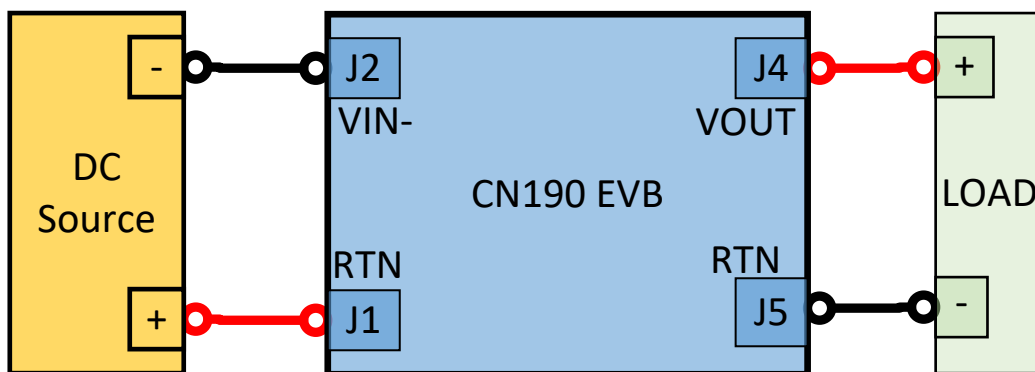 -
J2
VIN-
J4
VOUT
+
DC
Source
CN190 EVB
LOAD
RTN
RTN
+
J1
J5
-